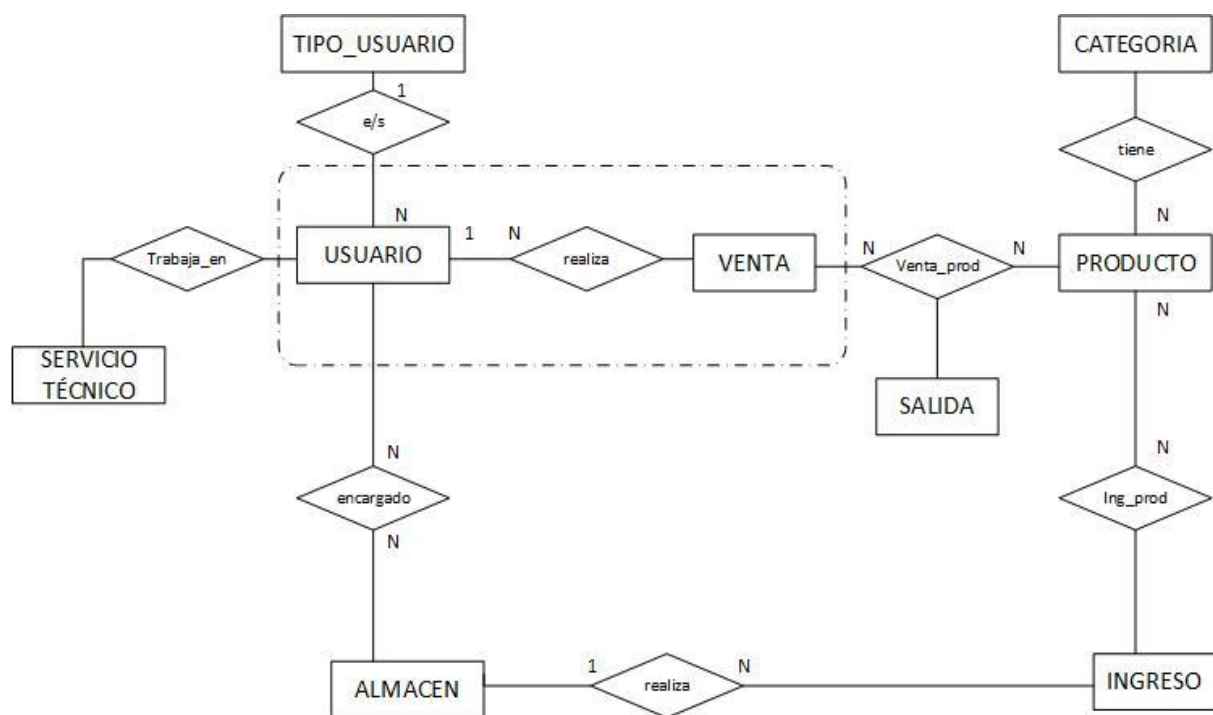 TIPO_USUARIO
CATEGORIA
1
e/s
tiene
N
N
USUARIO
1
N
realiza
VENTA
N
Venta_prod
N
PRODUCTO
Trabaja_en
N
SERVICIO
TÉCNICO
SALIDA
N
N
encargado
Ing_prod
N
ALMACEN
1
realiza
N
INGRESO